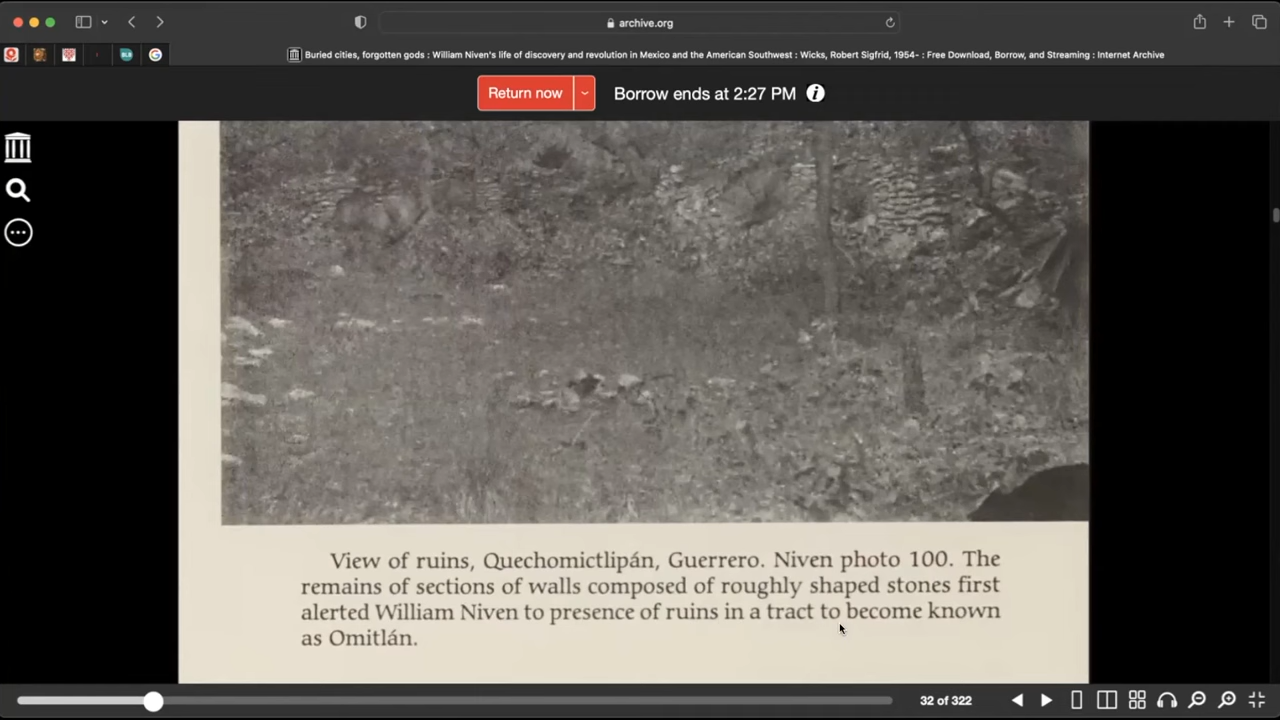 archive.org
Buried cities, forgotten gods : William Niven's life of discovery and revolution in Mexico and the American Southwest : Wicks, Robert Sigfrid, 1954- : Free Download, Borrow, and Streaming : Internet Archive
Return now
Borrow ends at 2:27 PM
View of ruins, Quechomictlipán, Guerrero. Niven photo 100. The
remains of sections of walls composed of roughly shaped stones first
alerted William Niven to presence of ruins in a tract to become known
as Omitlán.
32 of 322